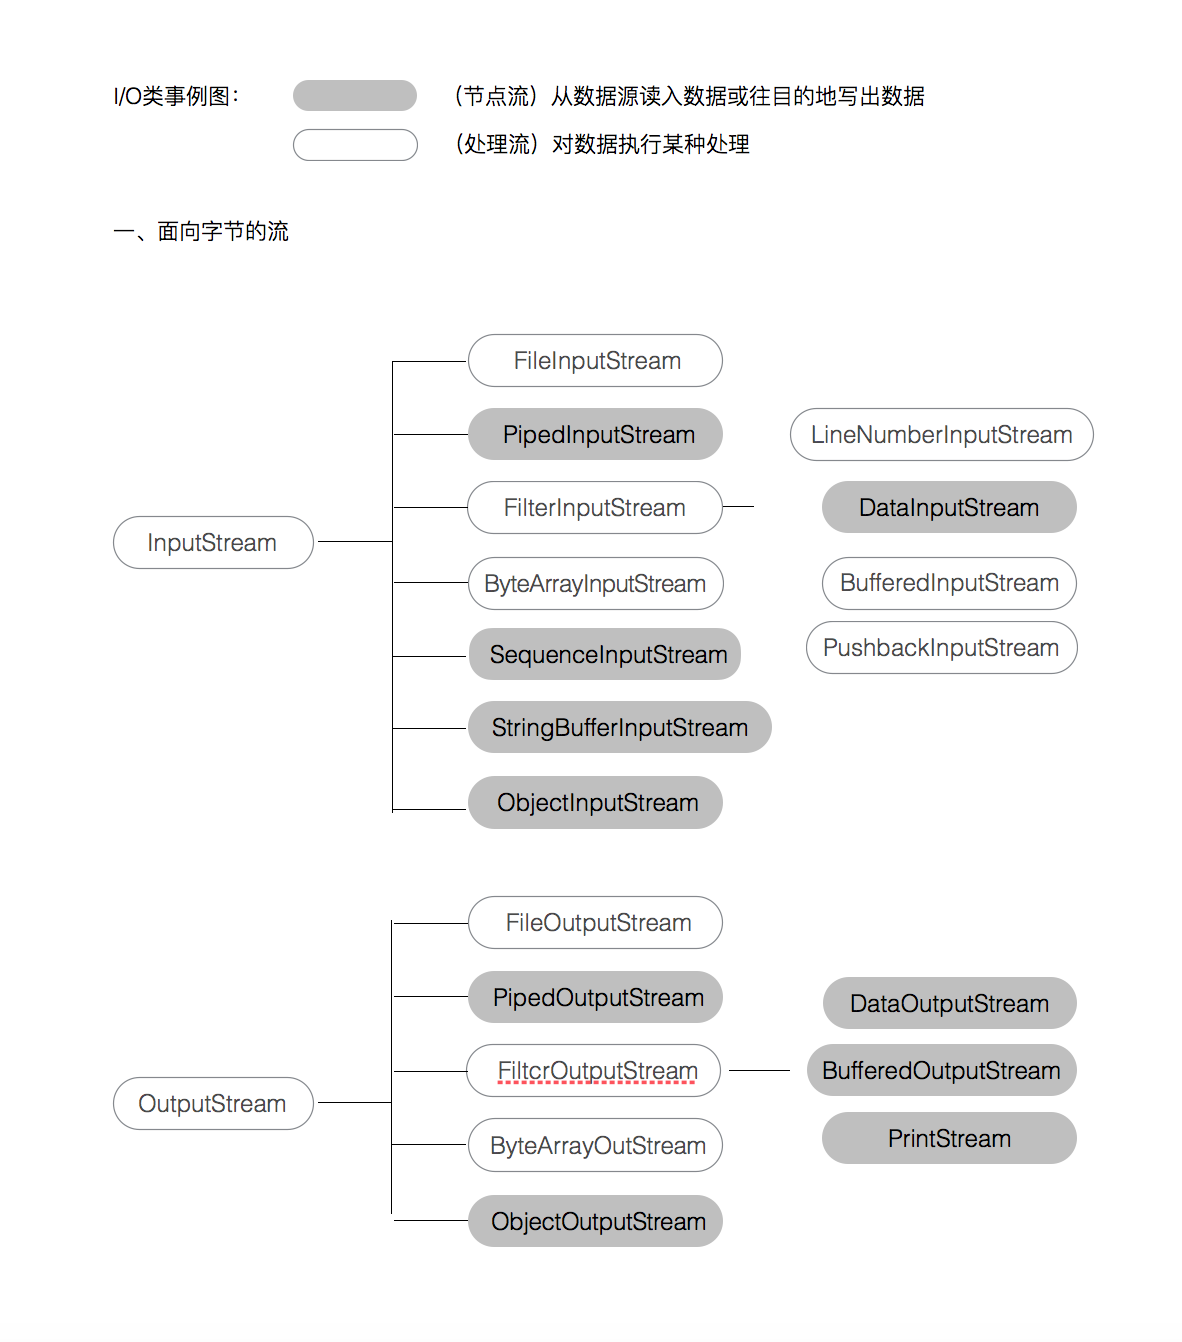 I/O类事例图：
（节点流）从数据源读入数据或往目的地写出数据
（处理流）对数据执行某种处理
一、面向字节的流
InputStream
FileInputStream
PipedInputStream
FilterInputStream
ByteArrayInputStream
SequenceInputStream
StringBufferInputStream
ObjectInputStream
LineNumberInputStream
DataInputStream
BufferedInputStream
PushbackInputStream
OutputStream
FileOutputStream
PipedOutputStream
FiltcrOutputStream
ByteArrayOutStream
ObjectOutputStream
DataOutputStream
BufferedOutputStream
PrintStream